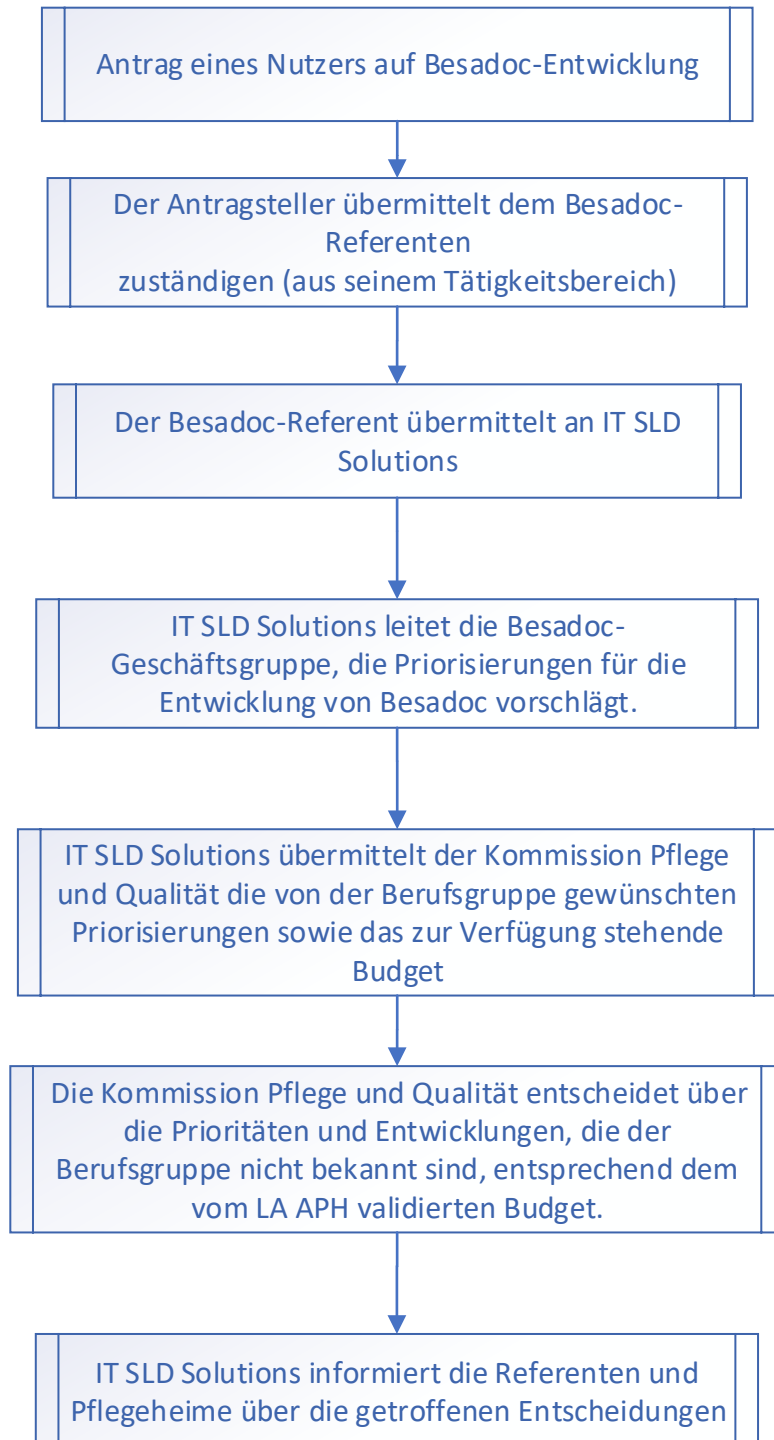 Antrag eines Nutzers auf Besadoc-Entwicklung
Der Antragsteller übermittelt dem Besadoc-
Referenten
zuständigen (aus seinem Tätigkeitsbereich)
Der Besadoc-Referent übermittelt an IT SLD
Solutions
IT SLD Solutions leitet die Besadoc-
Geschäftsgruppe, die Priorisierungen für die
Entwicklung von Besadoc vorschlägt.
IT SLD Solutions übermittelt der Kommission Pflege
und Qualität die von der Berufsgruppe gewünschten
Priorisierungen sowie das zur Verfügung stehende
Budget
Die Kommission Pflege und Qualität entscheidet über
die Prioritäten und Entwicklungen, die der
Berufsgruppe nicht bekannt sind, entsprechend dem
vom LA APH validierten Budget.
IT SLD Solutions informiert die Referenten und
Pflegeheime über die getroffenen Entscheidungen